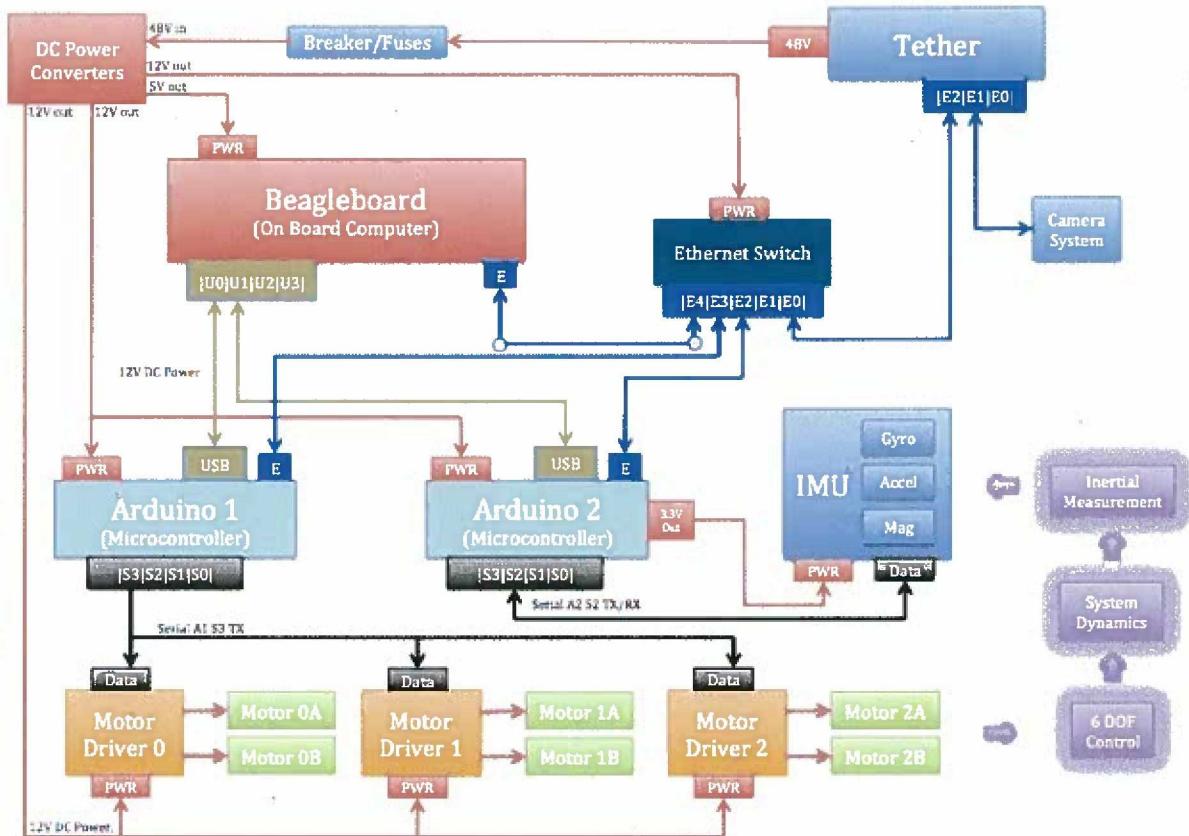 DC Power
Converters
48V in
12V out
5V out
12V out
12V out
Breaker/Fuses
48V
Tether
|E2|E1|E0|
PWR
Beagleboard
(On Board Computer)
|U0|U1|U2|U3|
E
PWR
Ethernet Switch
|E4|E3|E2|E1|E0|
Camera
System
12V DC Power
PWR
USB
E
Arduino 1
(Microcontroller)
|S3|S2|S1|S0|
PWR
USB
E
Arduino 2
(Microcontroller)
|S3|S2|S1|S0|
3.3V
Out
IMU
Gyro
Accel
Mag
PWR
Data
Inertial
Measurement
System
Dynamics
6 DOF
Control
Serial A2 S2 TX/RX
Serial A1 S3 TX
Data
Motor
Driver 0
PWR
Motor 0A
Motor 0B
Data
Motor
Driver 1
PWR
Motor 1A
Motor 1B
Data
Motor
Driver 2
PWR
Motor 2A
Motor 2B
12V DC Power